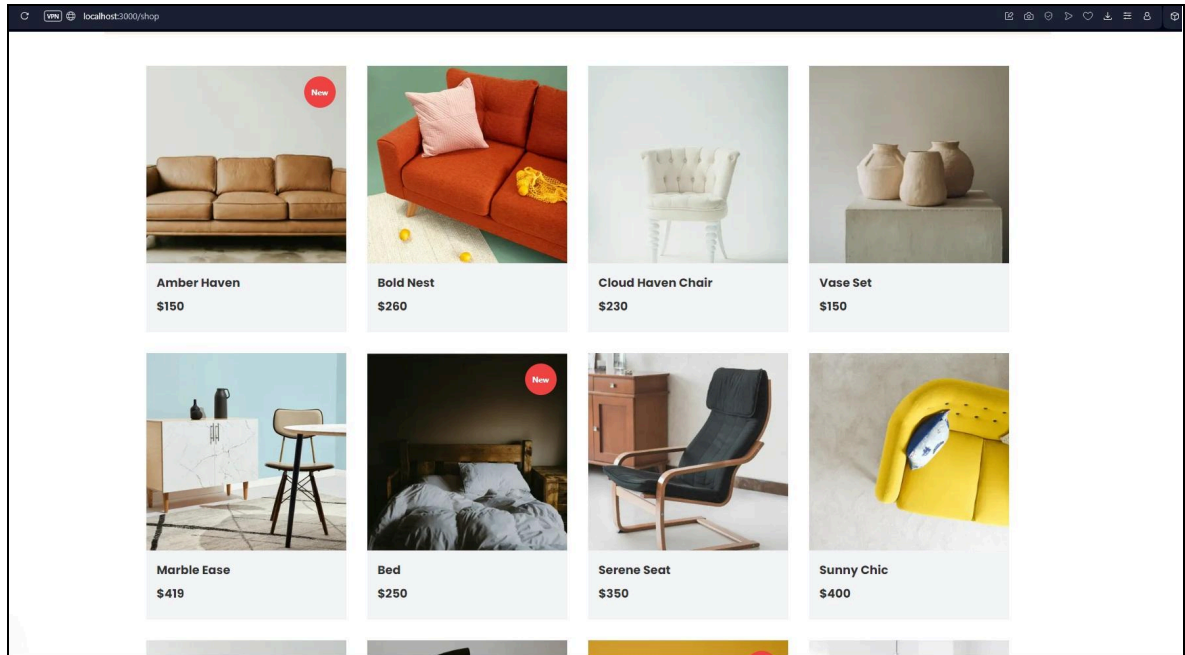 VPN localhost:3000/shop
New
Amber Haven
$150
Bold Nest
$260
Cloud Haven Chair
$230
Vase Set
$150
New
Marble Ease
$419
Bed
$250
Serene Seat
$350
Sunny Chic
$400